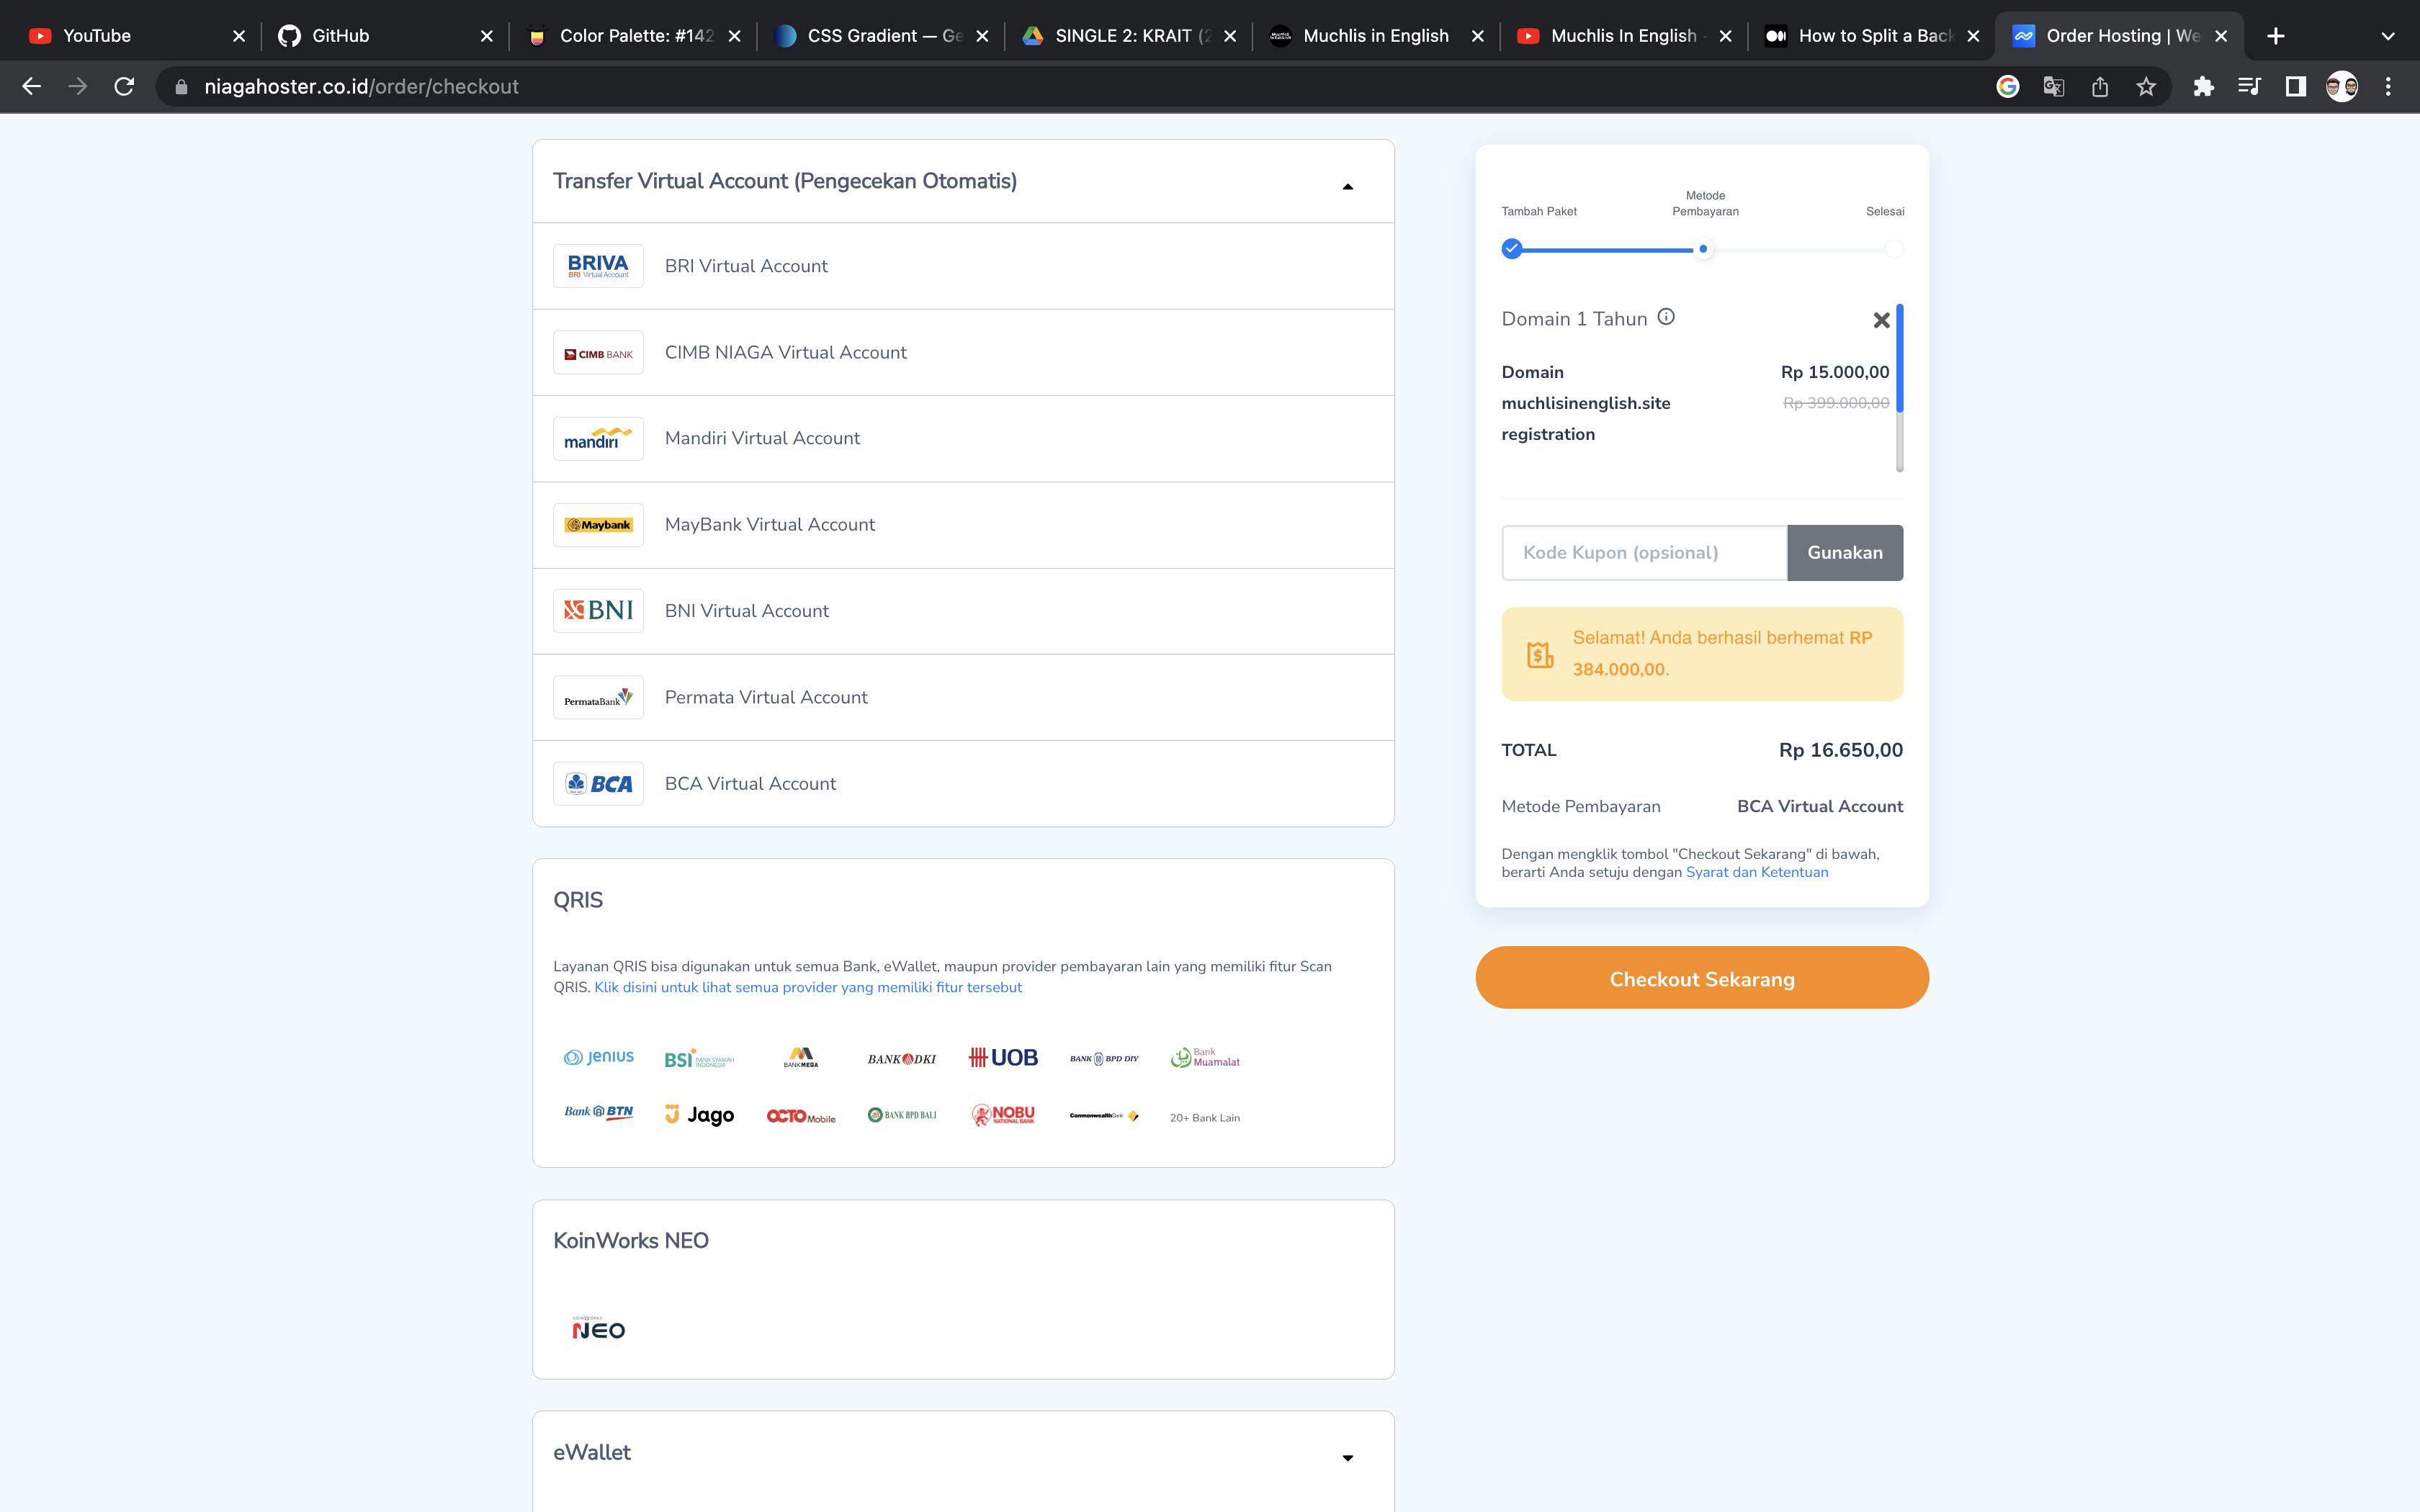 YouTube
GitHub
Color Palette: #142
CSS Gradient — Ge
SINGLE 2: KRAIT (2
Muchlis in English
Muchlis In English -
How to Split a Back
Order Hosting | We
niagahoster.co.id/order/checkout
Transfer Virtual Account (Pengecekan Otomatis)
BRIVA
BRI Virtual Account
BRI Virtual Account
CIMB BANK
CIMB NIAGA Virtual Account
mandiri
Mandiri Virtual Account
Maybank
MayBank Virtual Account
BNI
BNI Virtual Account
PermataBank
Permata Virtual Account
BCA
BCA Virtual Account
QRIS
Layanan QRIS bisa digunakan untuk semua Bank, eWallet, maupun provider pembayaran lain yang memiliki fitur Scan
QRIS. Klik disini untuk lihat semua provider yang memiliki fitur tersebut
Jenius
BSI BANK SYARIAH INDONESIA
BANK MEGA
BANK DKI
UOB
BANK BPD DIY
Bank Muamalat
Bank BTN
Jago
OCTO Mobile
BANK BPD BALI
NOBU NATIONAL BANK
CommonwealthBank
20+ Bank Lain
KoinWorks NEO
NEO
eWallet
Tambah Paket
Metode
Pembayaran
Selesai
Domain 1 Tahun
Domain
muchlisinenglish.site
registration
Rp 15.000,00
Rp 399.000,00
Kode Kupon (opsional)
Gunakan
Selamat! Anda berhasil berhemat RP
384.000,00.
TOTAL
Rp 16.650,00
Metode Pembayaran
BCA Virtual Account
Dengan mengklik tombol "Checkout Sekarang" di bawah,
berarti Anda setuju dengan Syarat dan Ketentuan
Checkout Sekarang